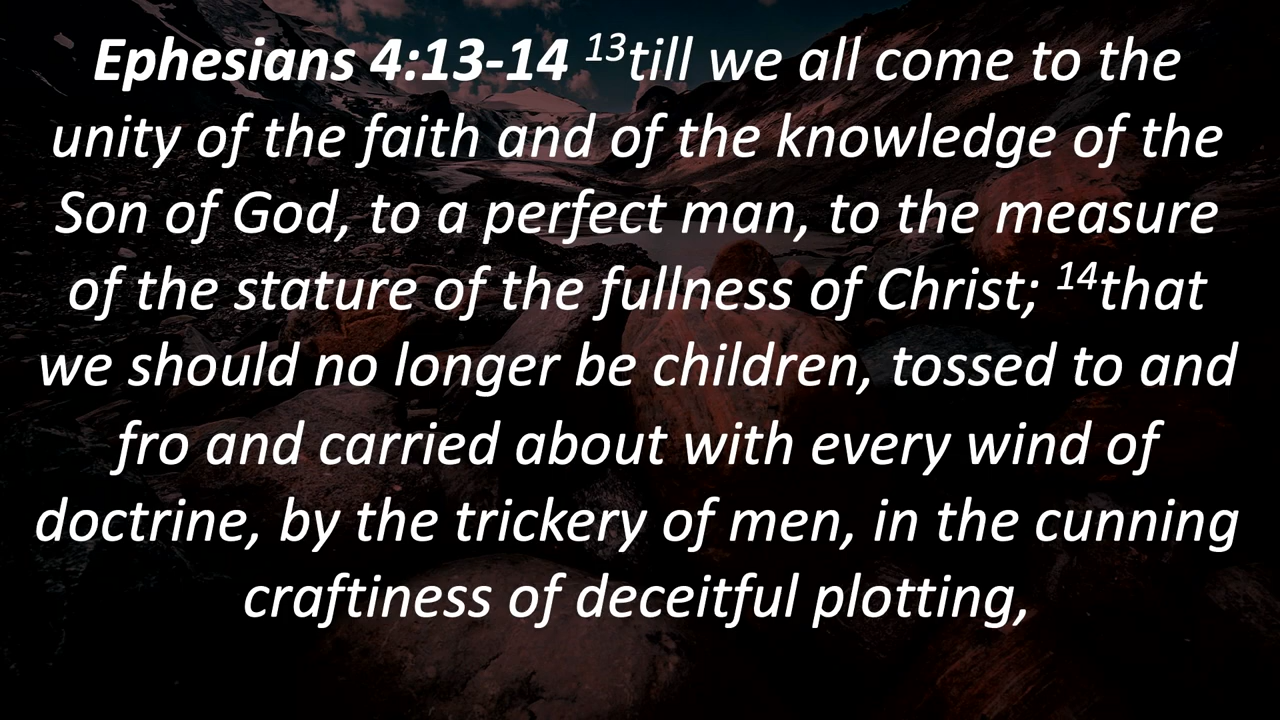 Ephesians 4:13-14 ¹³till we all come to the
unity of the faith and of the knowledge of the
Son of God, to a perfect man, to the measure
of the stature of the fullness of Christ; ¹⁴that
we should no longer be children, tossed to and
fro and carried about with every wind of
doctrine, by the trickery of men, in the cunning
craftiness of deceitful plotting,